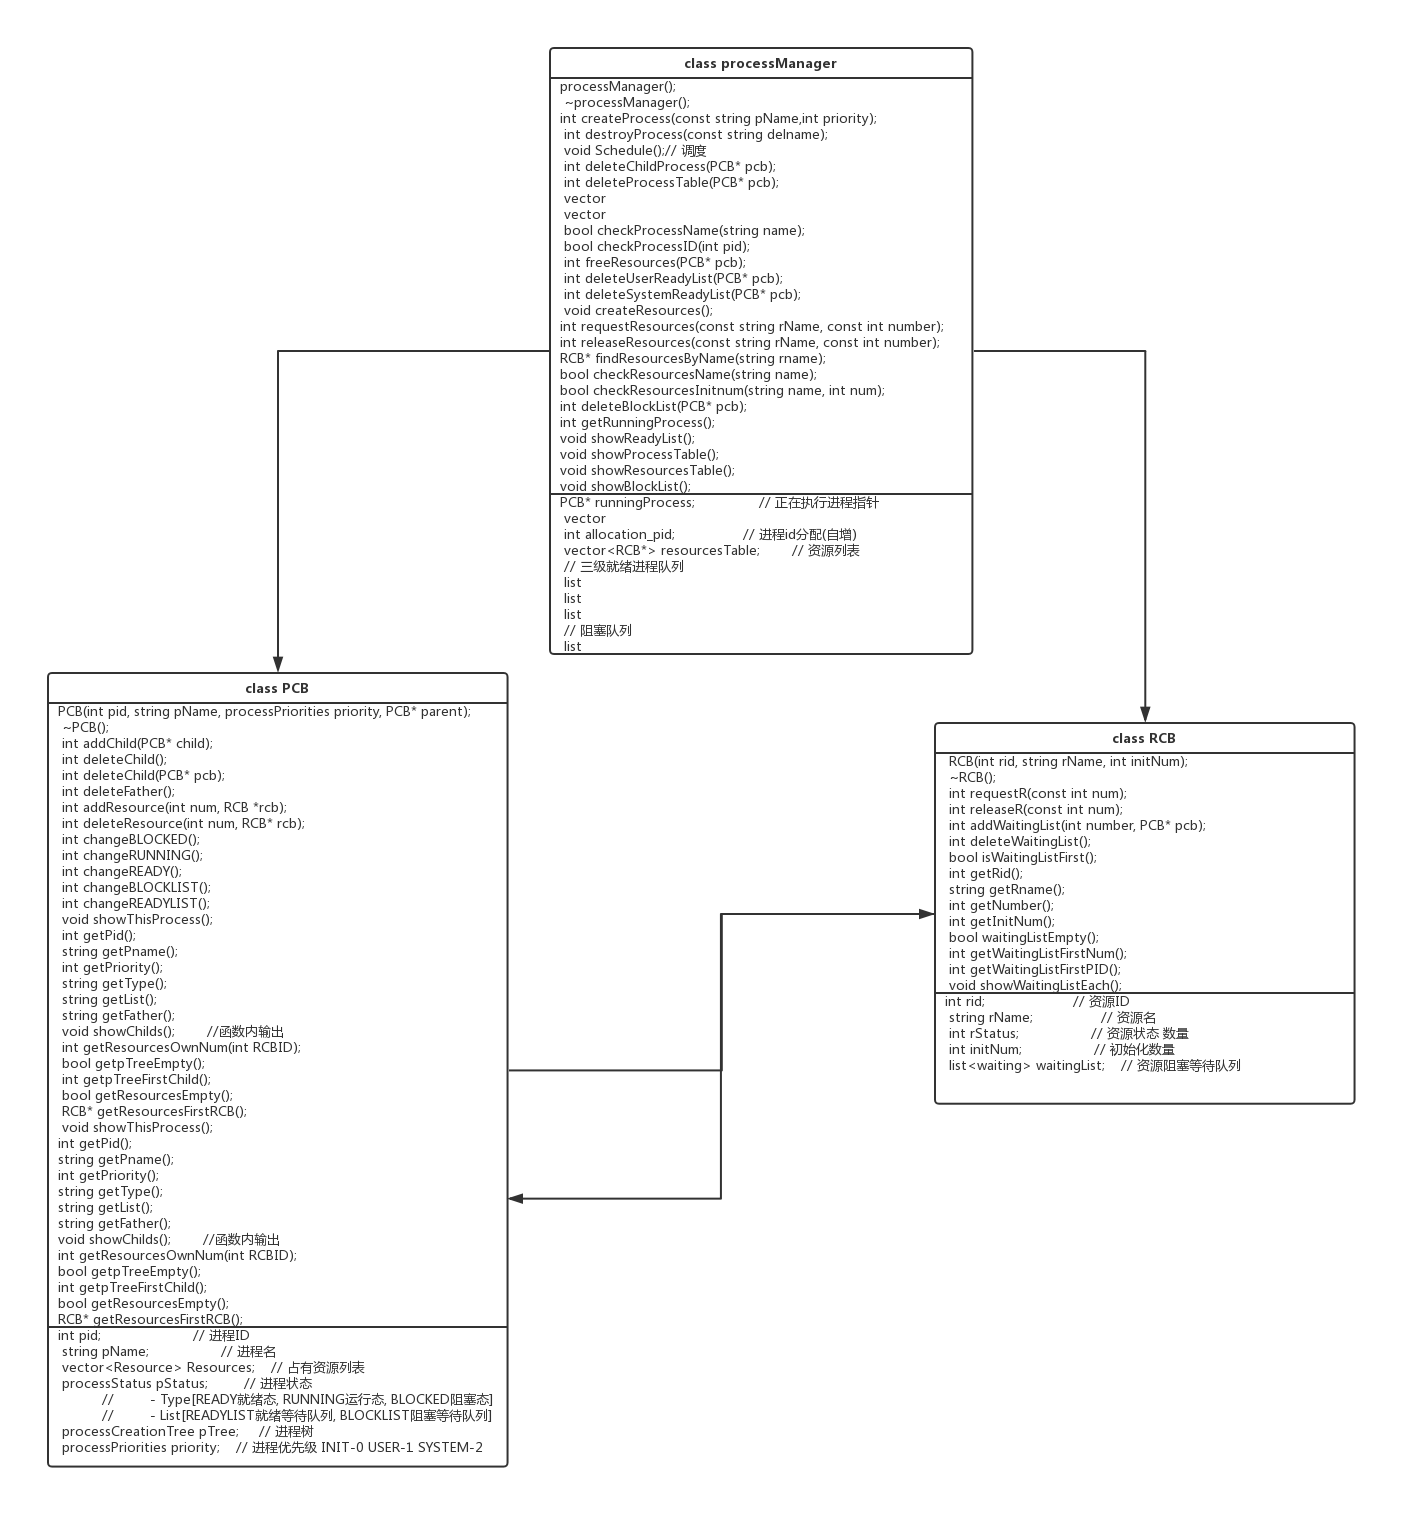 class processManager
processManager();
~processManager();
int createProcess(const string pName,int priority);
int destroyProcess(const string delname);
void Schedule();// 调度
int deleteChildProcess(PCB* pcb);
int deleteProcessTable(PCB* pcb);
vector
vector
bool checkProcessName(string name);
bool checkProcessID(int pid);
int freeResources(PCB* pcb);
int deleteUserReadyList(PCB* pcb);
int deleteSystemReadyList(PCB* pcb);
void createResources();
int requestResources(const string rName, const int number);
int releaseResources(const string rName, const int number);
RCB* findResourcesByName(string rname);
bool checkResourcesName(string name);
bool checkResourcesInitnum(string name, int num);
int deleteBlockList(PCB* pcb);
int getRunningProcess();
void showReadyList();
void showProcessTable();
void showResourcesTable();
void showBlockList();
PCB* runningProcess; // 正在执行进程指针
vector
int allocation_pid; // 进程id分配(自增)
vector<RCB*> resourcesTable; // 资源列表
// 三级就绪进程队列
list
list
list
// 阻塞队列
list
class PCB
PCB(int pid, string pName, processPriorities priority, PCB* parent);
~PCB();
int addChild(PCB* child);
int deleteChild();
int deleteChild(PCB* pcb);
int deleteFather();
int addResource(int num, RCB *rcb);
int deleteResource(int num, RCB* rcb);
int changeBLOCKED();
int changeRUNNING();
int changeREADY();
int changeBLOCKLIST();
int changeREADYLIST();
void showThisProcess();
int getPid();
string getPname();
int getPriority();
string getType();
string getList();
string getFather();
void showChilds(); //函数内输出
int getResourcesOwnNum(int RCBID);
bool getpTreeEmpty();
int getpTreeFirstChild();
bool getResourcesEmpty();
RCB* getResourcesFirstRCB();
void showThisProcess();
int getPid();
string getPname();
int getPriority();
string getType();
string getList();
string getFather();
void showChilds(); //函数内输出
int getResourcesOwnNum(int RCBID);
bool getpTreeEmpty();
int getpTreeFirstChild();
bool getResourcesEmpty();
RCB* getResourcesFirstRCB();
int pid; // 进程ID
string pName; // 进程名
vector<Resource> Resources; // 占有资源列表
processStatus pStatus; // 进程状态
// - Type[READY就绪态, RUNNING运行态, BLOCKED阻塞态]
// - List[READYLIST就绪等待队列, BLOCKLIST阻塞等待队列]
processCreationTree pTree; // 进程树
processPriorities priority; // 进程优先级 INIT-0 USER-1 SYSTEM-2
class RCB
RCB(int rid, string rName, int initNum);
~RCB();
int requestR(const int num);
int releaseR(const int num);
int addWaitingList(int number, PCB* pcb);
int deleteWaitingList();
bool isWaitingListFirst();
int getRid();
string getRname();
int getNumber();
int getInitNum();
bool waitingListEmpty();
int getWaitingListFirstNum();
int getWaitingListFirstPID();
void showWaitingListEach();
int rid; // 资源ID
string rName; // 资源名
int rStatus; // 资源状态 数量
int initNum; // 初始化数量
list<waiting> waitingList; // 资源阻塞等待队列